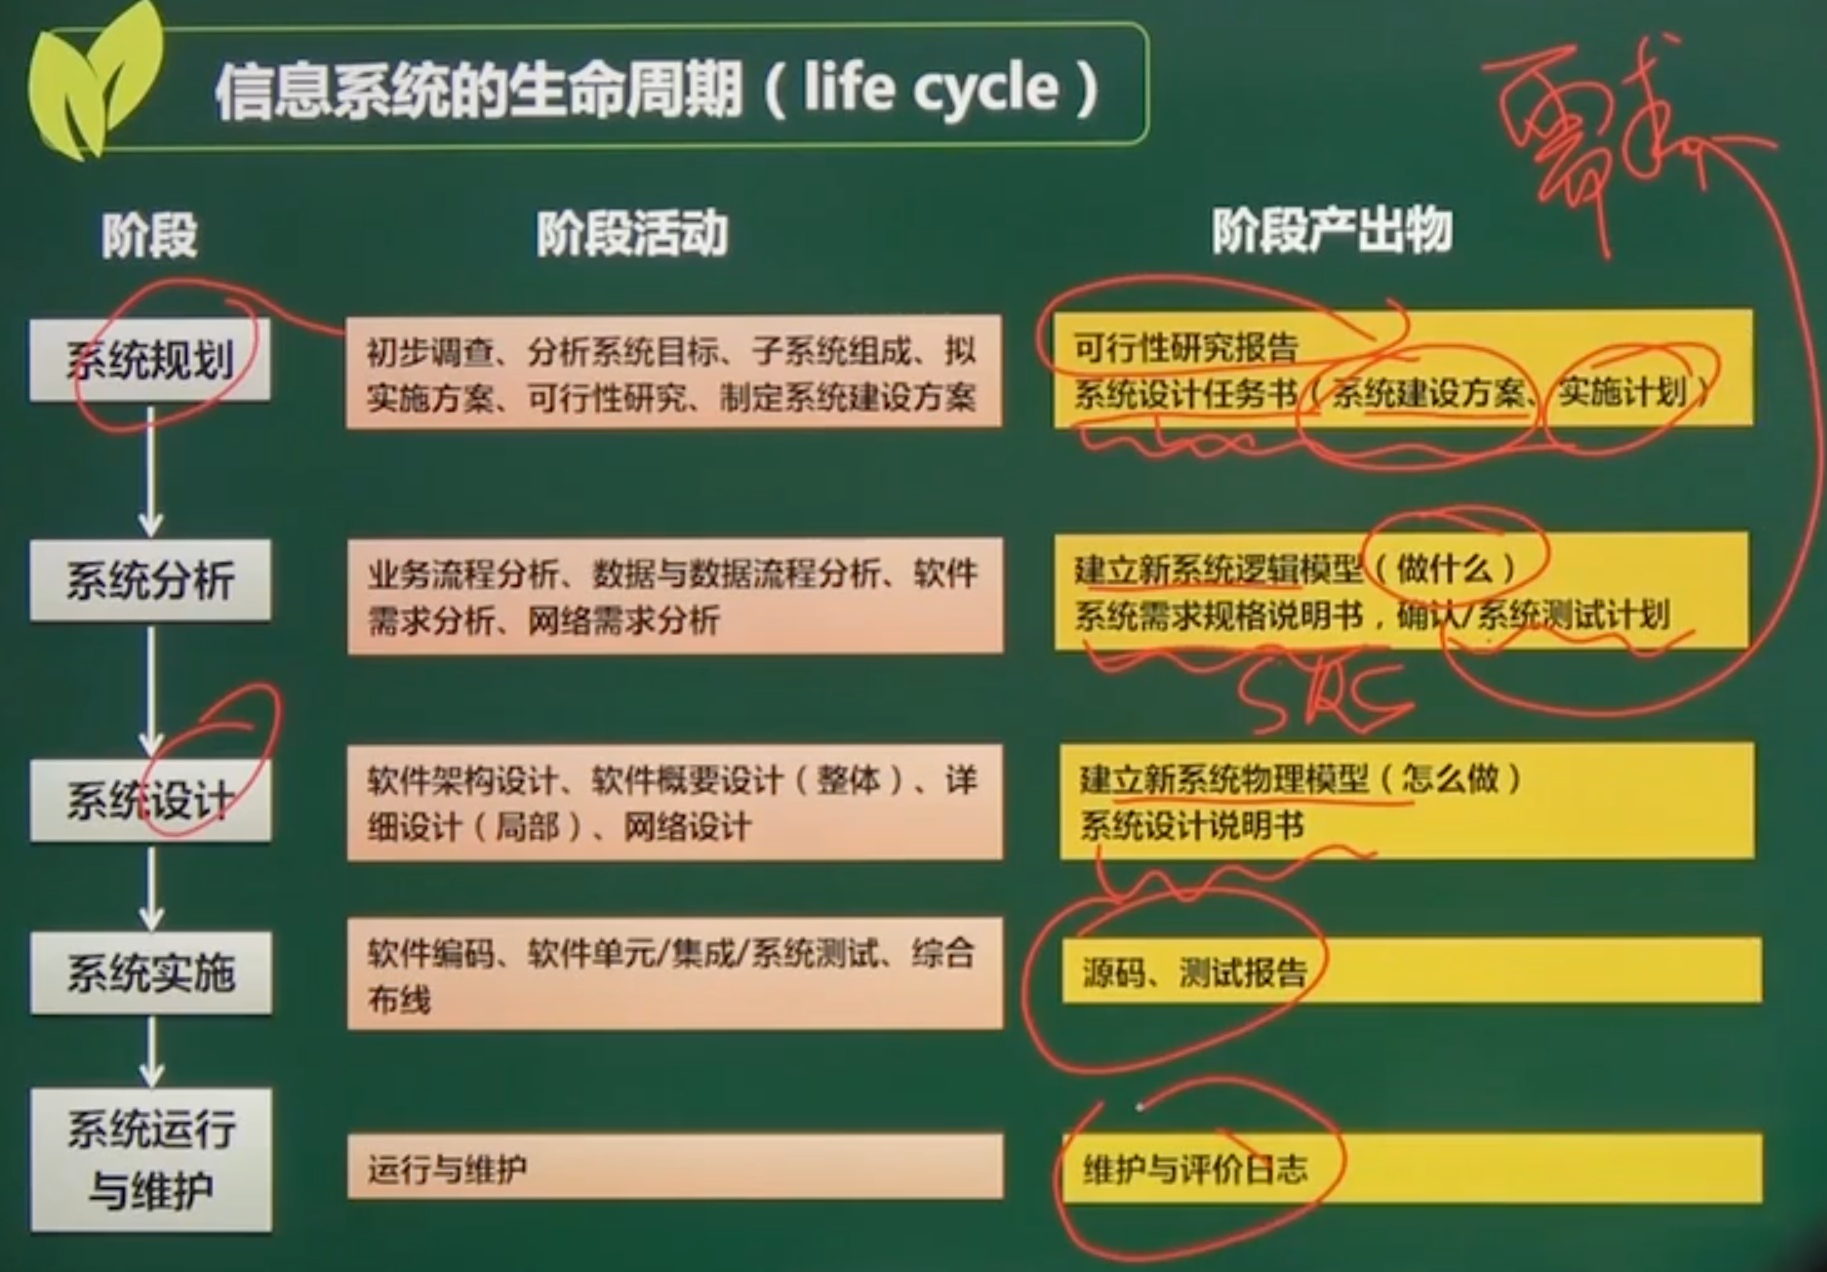 信息系统的生命周期（life cycle）
需求
阶段
阶段活动
阶段产出物
系统规划
初步调查、分析系统目标、子系统组成、拟
实施方案、可行性研究、制定系统建设方案
可行性研究报告
系统设计任务书（系统建设方案、实施计划）
系统分析
业务流程分析、数据与数据流程分析、软件
需求分析、网络需求分析
建立新系统逻辑模型（做什么）
系统需求规格说明书，确认/系统测试计划
SRS
系统设计
软件架构设计、软件概要设计（整体）、详
细设计（局部）、网络设计
建立新系统物理模型（怎么做）
系统设计说明书
系统实施
软件编码、软件单元/集成/系统测试、综合
布线
源码、测试报告
系统运行
与维护
运行与维护
维护与评价日志